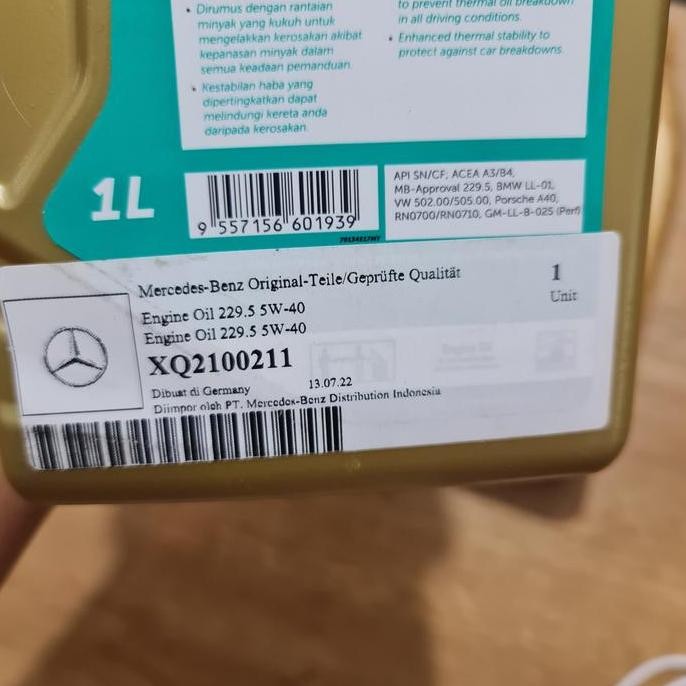 • Dirumus dengan rantaian
minyak yang kukuh untuk
mengelakkan kerosakan akibat
kepanasan minyak dalam
semua keadaan pemanduan.
• Kestabilan haba yang
dipertingkatkan dapat
melindungi kereta anda
daripada kerosakan.
to prevent thermal oil breakdown
in all driving conditions.
• Enhanced thermal stability to
protect against car breakdowns.
1L
9 557156 601939
API SN/CF, ACEA A3/B4,
MB-Approval 229.5, BMW LL-01,
VW 502.00/505.00, Porsche A40,
RN0700/RN0710, GM-LL-B-025 (Perf)
Mercedes-Benz Original-Teile/Geprüfte Qualität
1
Unit
Engine Oil 229.5 5W-40
Engine Oil 229.5 5W-40
XQ2100211
Dibuat di Germany
13.07.22
Diimpor oleh PT. Mercedes-Benz Distribution Indonesia